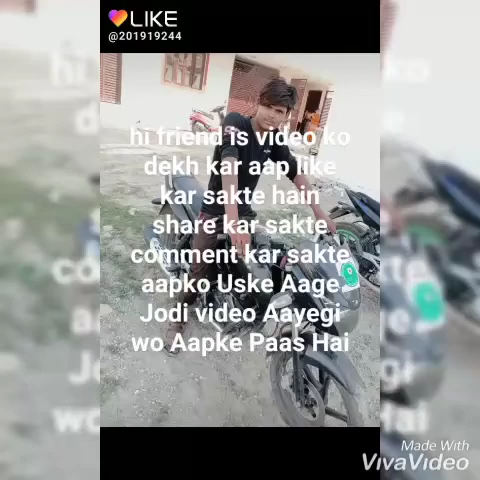 LIKE
@201919244
hi friend is video ko
dekh kar aap like
kar sakte hain
share kar sakte
comment kar sakte
aapko Uske Aage
Jodi video Aayegi
wo Aapke Paas Hai
Made With
VivaVideo